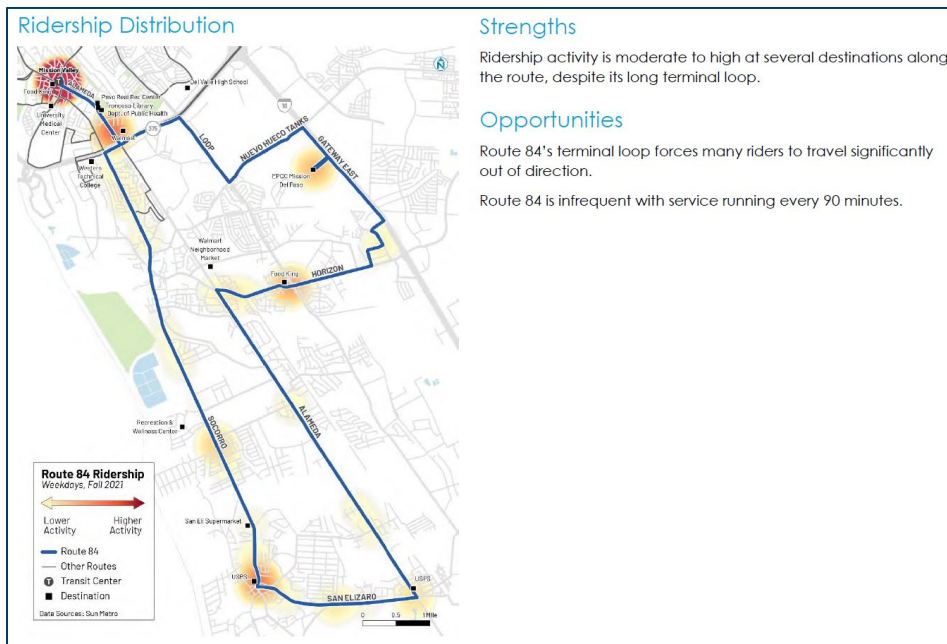 Ridership Distribution
Mission Valley
Food King
ALAMEDA
University
Medical
Center
Pavo Real Rec Center
Troncoso Library
Dept. of Public Health
Walmart
375
Del Valle High School
10
N
LOOP
NUEVO HUECO TANKS
GATEWAY EAST
EPCC Mission
Del Paso
Western
Technical
College
Walmart
Neighborhood
Market
Food King
HORIZON
ALAMEDA
SOCORRO
Recreation &
Wellness Center
San Eli Supermarket
USPS
USPS
SAN ELIZARO
Route 84 Ridership
Weekdays, Fall 2021
Lower
Activity
Higher
Activity
Route 84
Other Routes
T
Transit Center
Destination
Data Sources: Sun Metro
0 0.5 1 Mile
Strengths
Ridership activity is moderate to high at several destinations along
the route, despite its long terminal loop.
Opportunities
Route 84’s terminal loop forces many riders to travel significantly
out of direction.
Route 84 is infrequent with service running every 90 minutes.